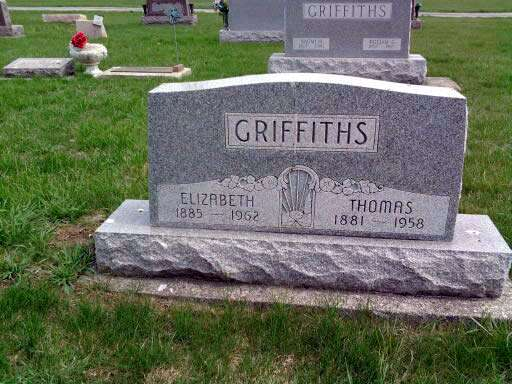 GRIFFITHS
GRIFFITHS
ELIZABETH
1885 — 1962
THOMAS
1881 — 1958